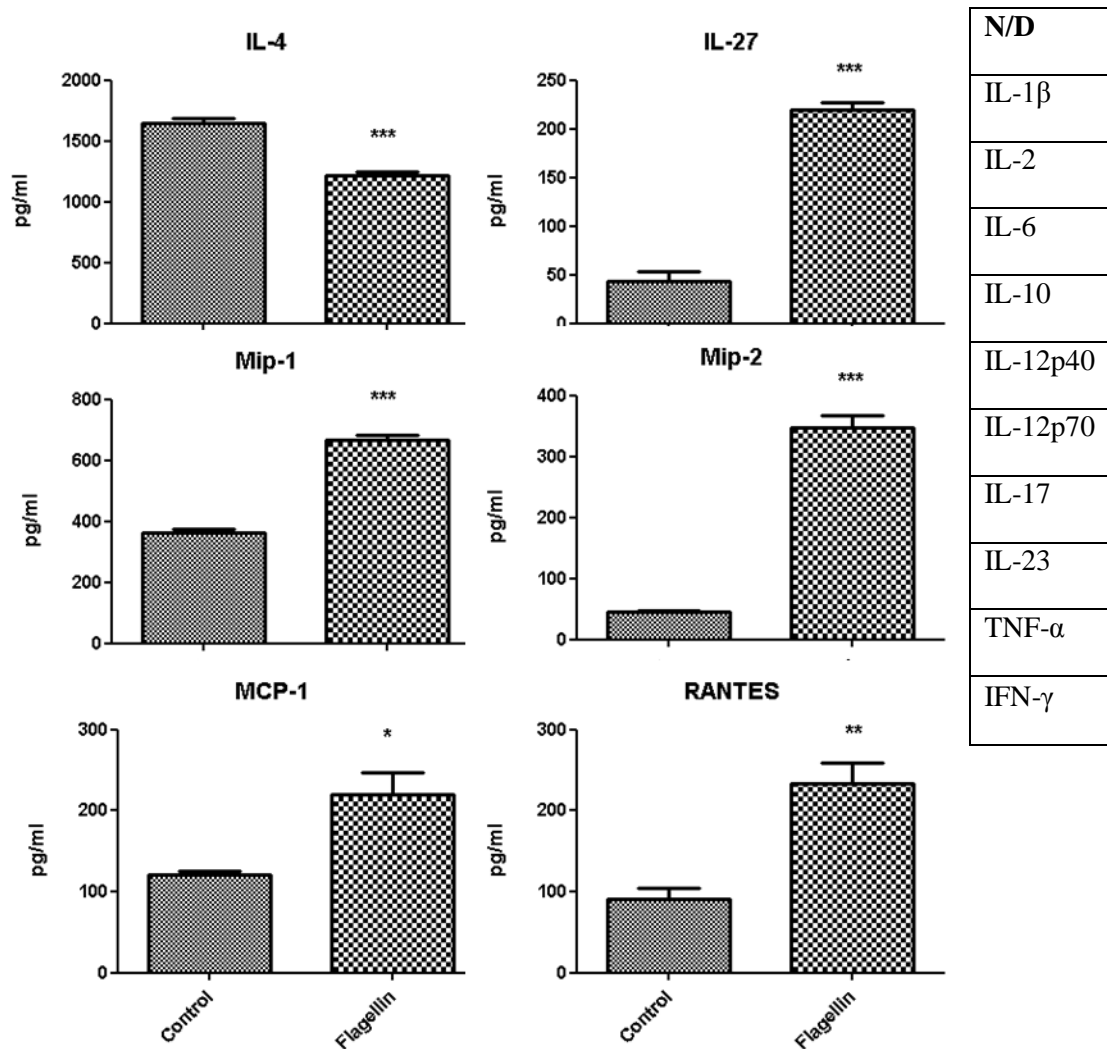 IL-4
2000
1500
1000
500
0
pg/ml
***
IL-27
250
200
150
100
50
0
pg/ml
***
Mip-1
800
600
400
200
0
pg/ml
***
Mip-2
400
300
200
100
0
pg/ml
***
MCP-1
300
200
100
0
pg/ml
*
Control
Flagellin
RANTES
300
200
100
0
pg/ml
**
Control
Flagellin
N/D
IL-1β
IL-2
IL-6
IL-10
IL-12p40
IL-12p70
IL-17
IL-23
TNF-α
IFN-γ